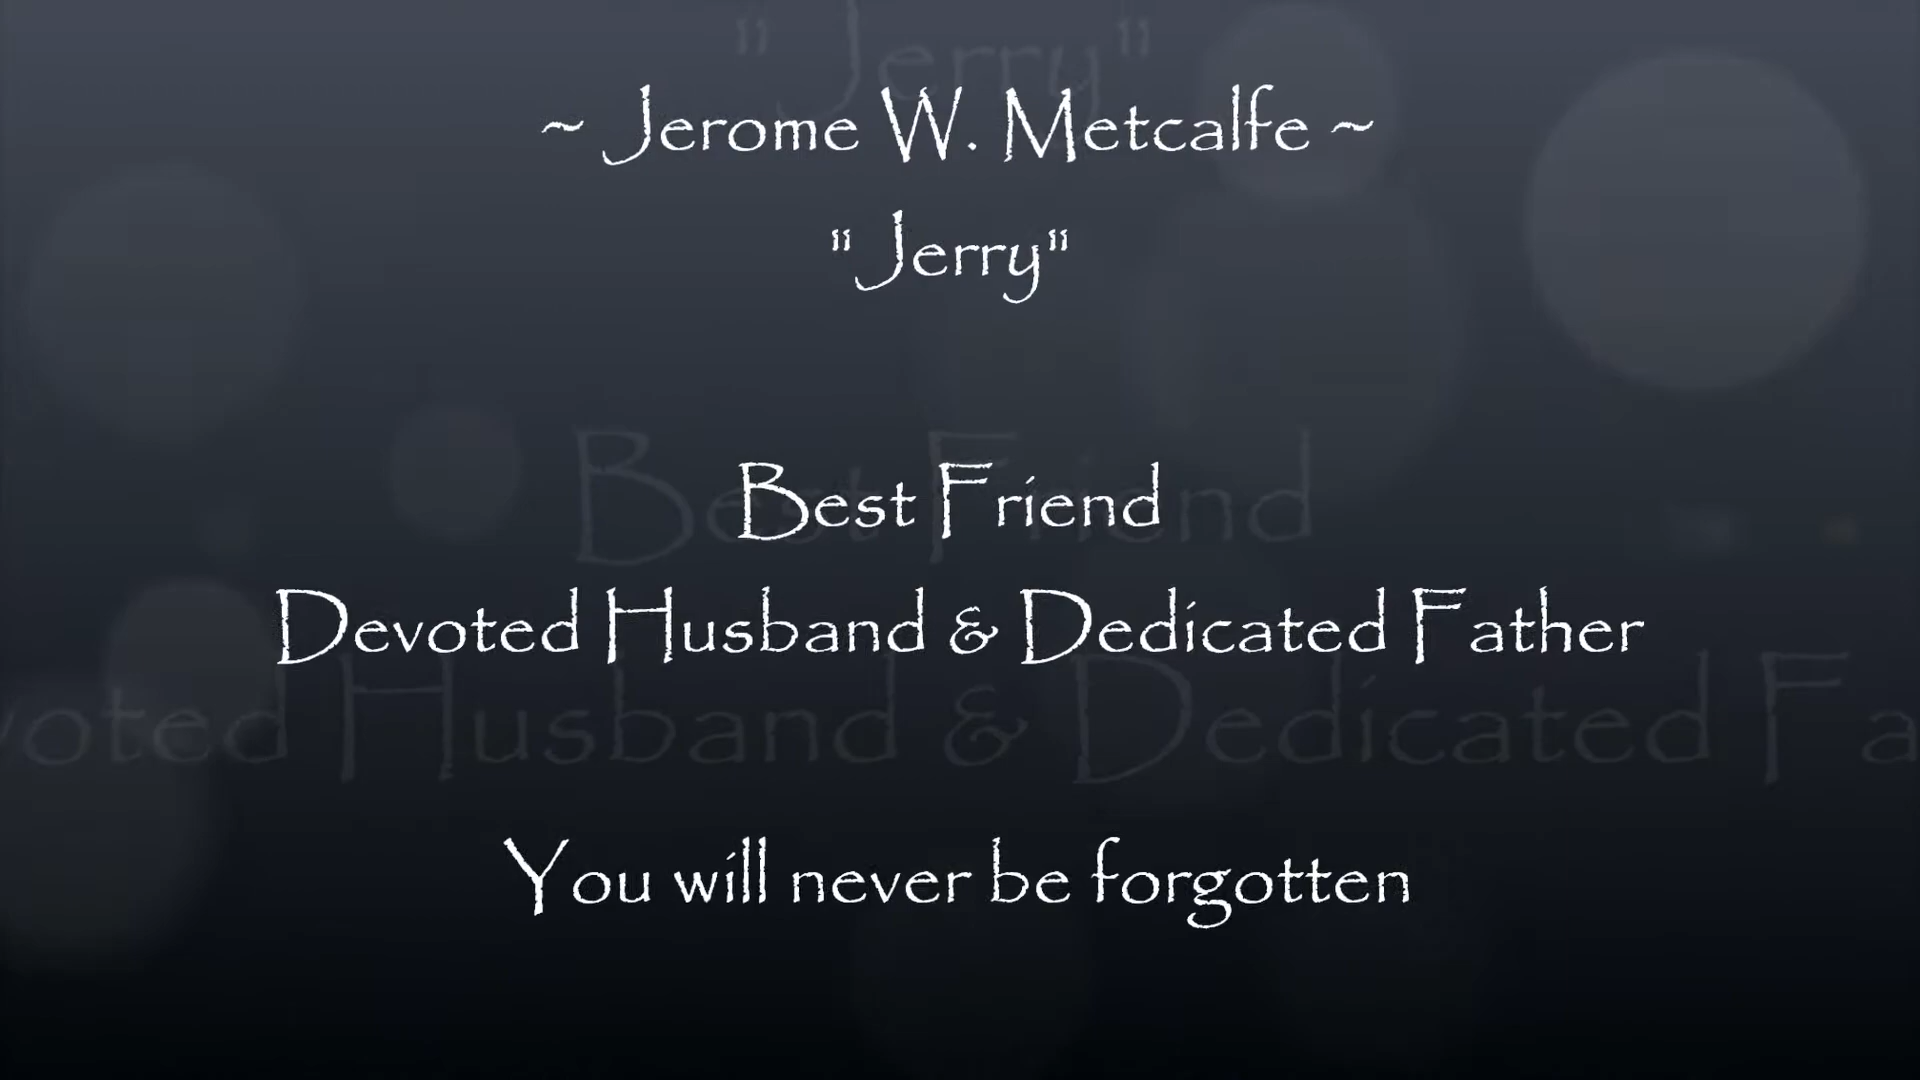 ~ Jerome W. Metcalfe ~
"Jerry"
Best Friend
Devoted Husband & Dedicated Father
You will never be forgotten